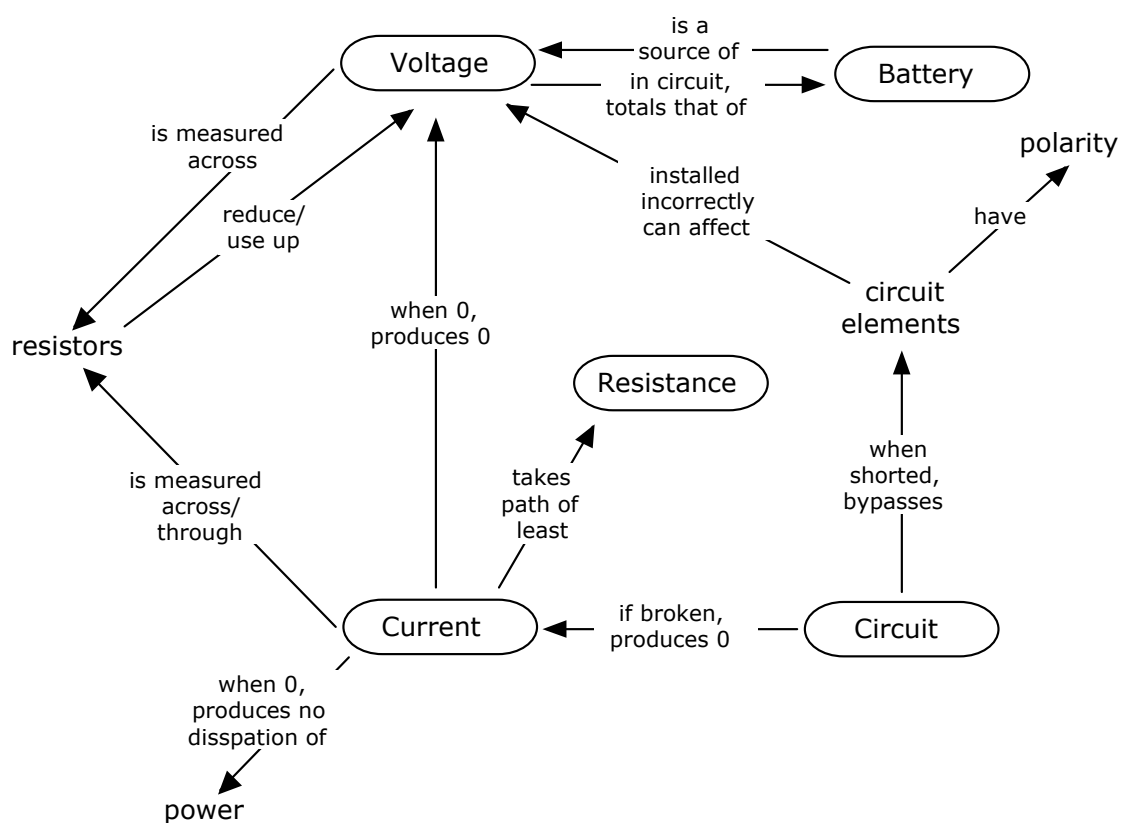 is a
source of
Voltage
Battery
in circuit,
totals that of
is measured
across
polarity
installed
incorrectly
can affect
reduce/
use up
have
circuit
elements
when 0,
produces 0
resistors
Resistance
when
shorted,
bypasses
takes
path of
least
is measured
across/
through
Current
if broken,
produces 0
Circuit
when 0,
produces no
disspation of
power